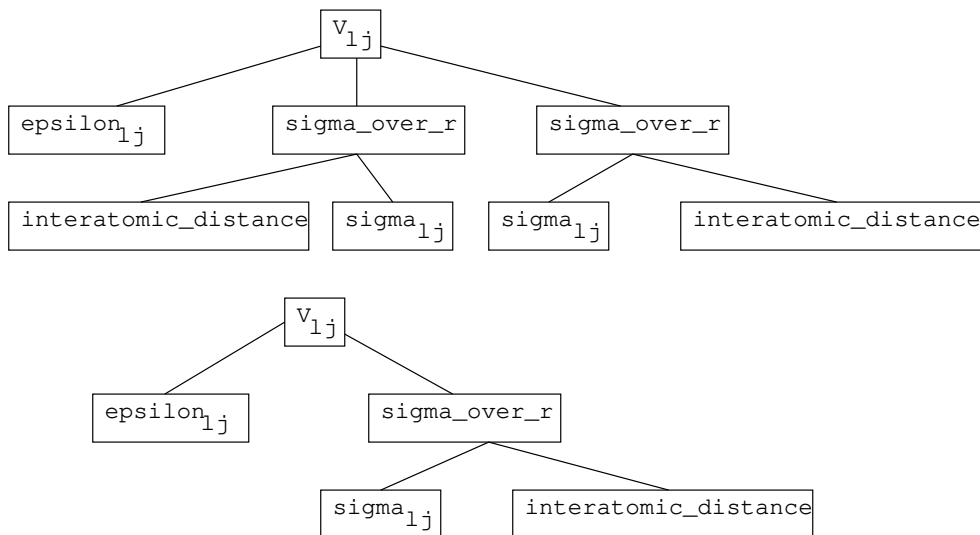 V_lj
epsilon_lj sigma_over_r sigma_over_r
interatomic_distance sigma_lj sigma_lj interatomic_distance
V_lj
epsilon_lj sigma_over_r
sigma_lj interatomic_distance